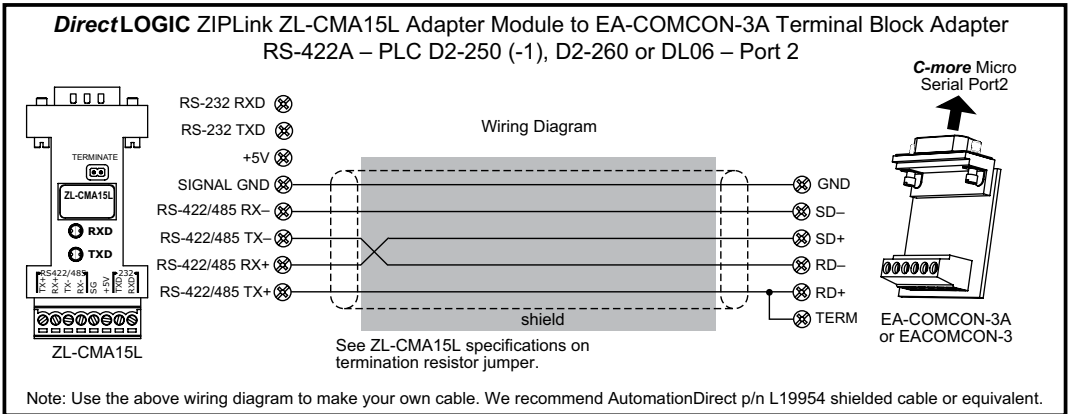 DirectLOGIC ZIPLink ZL-CMA15L Adapter Module to EA-COMCON-3A Terminal Block Adapter
RS-422A – PLC D2-250 (-1), D2-260 or DL06 – Port 2
C-more Micro
Serial Port2
RS-232 RXD
RS-232 TXD
+5V
SIGNAL GND
RS-422/485 RX–
RS-422/485 TX–
RS-422/485 RX+
RS-422/485 TX+
Wiring Diagram
shield
GND
SD–
SD+
RD–
RD+
TERM
TERMINATE
ZL-CMA15L
RXD
TXD
RS422/485
232
TX+
RX+
TX-
RX-
SG
+5V
TXD
RXD
ZL-CMA15L
See ZL-CMA15L specifications on
termination resistor jumper.
EA-COMCON-3A
or EACOMCON-3
Note: Use the above wiring diagram to make your own cable. We recommend AutomationDirect p/n L19954 shielded cable or equivalent.